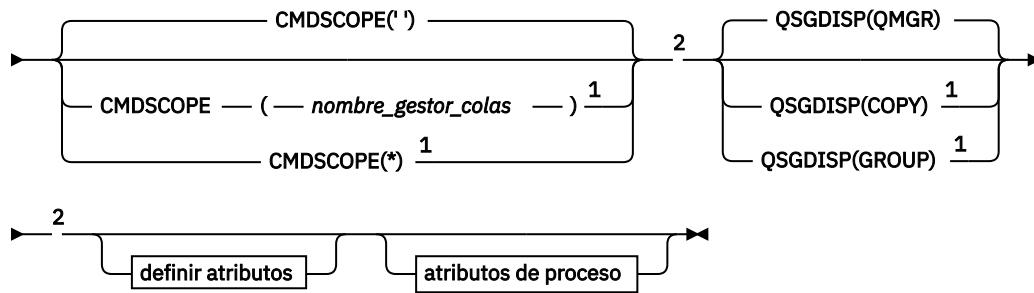 CMDSCOPE(' ')
2
QSGDISP(QMGR)
CMDSCOPE ( nombre_gestor_colas ) 1
QSGDISP(COPY) 1
CMDSCOPE(*) 1
QSGDISP(GROUP) 1
2
definir atributos
atributos de proceso